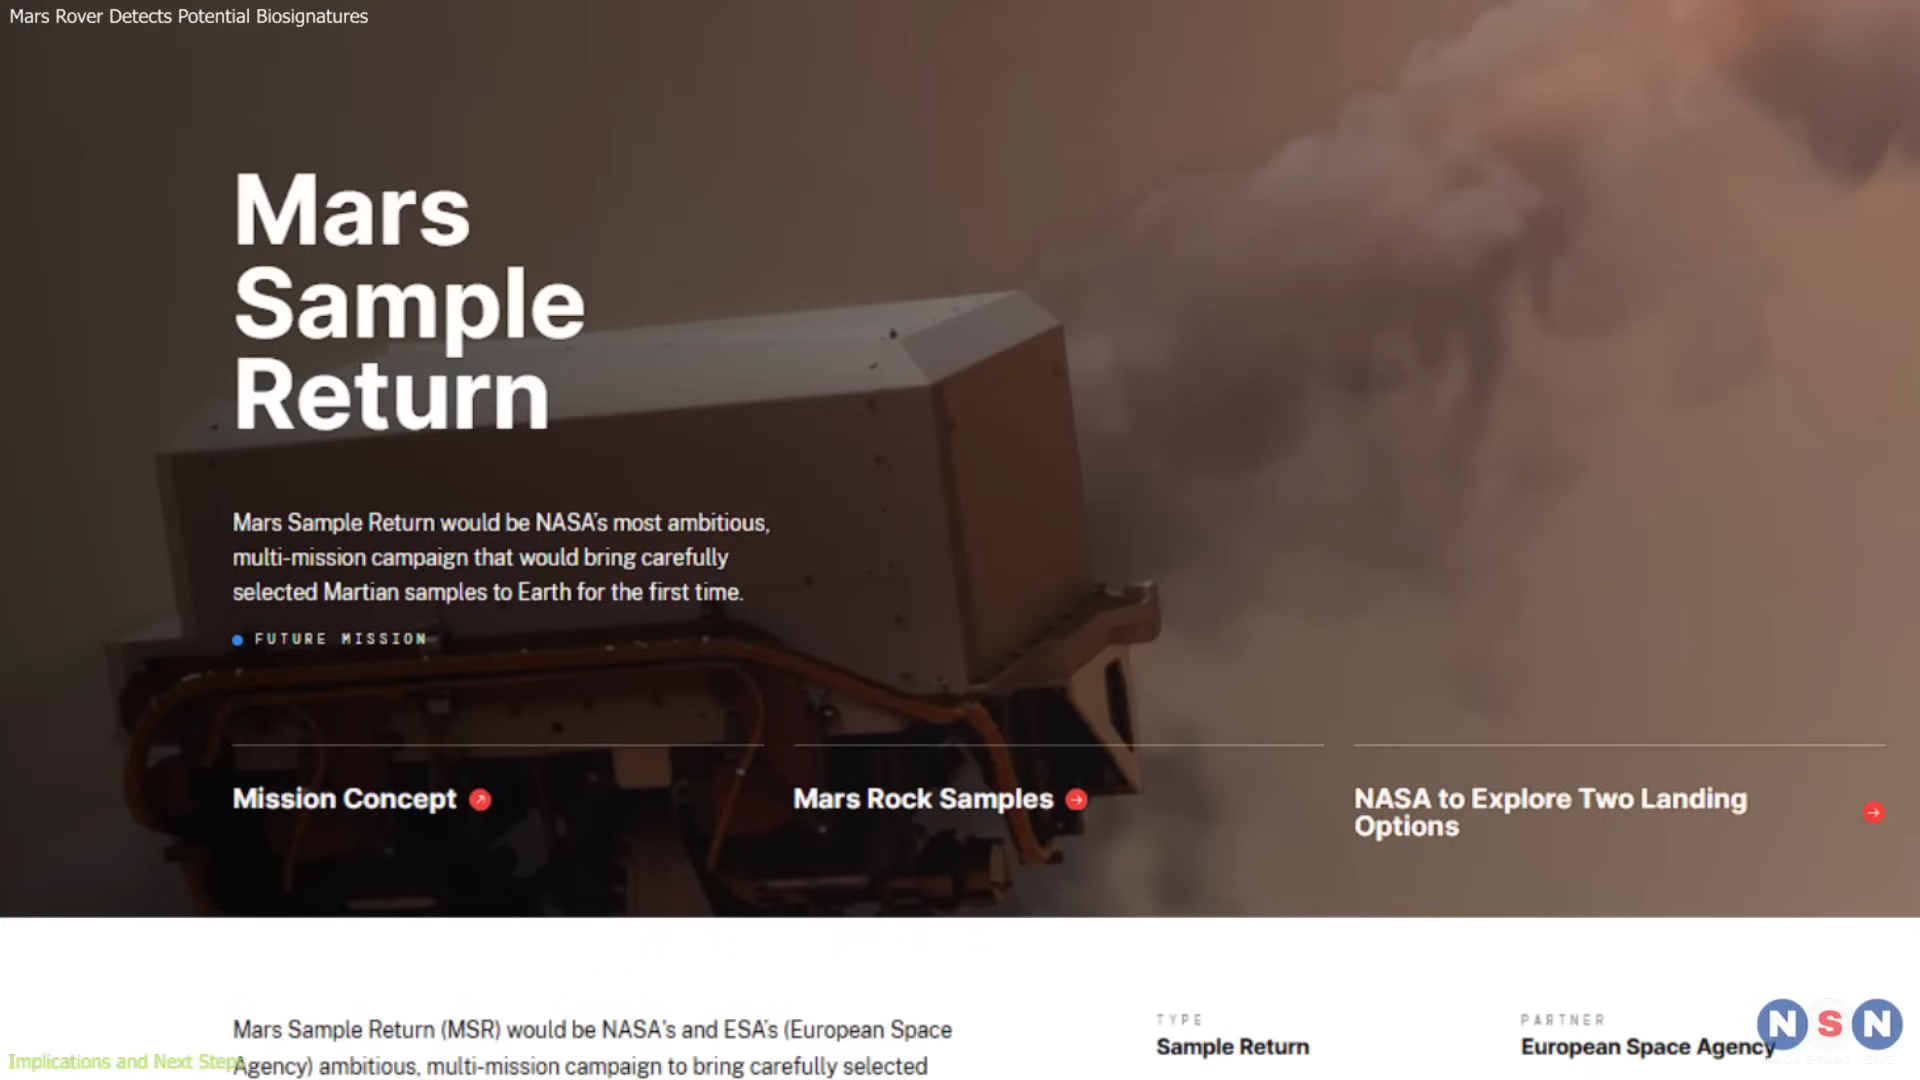 Mars Rover Detects Potential Biosignatures
Mars
Sample
Return
Mars Sample Return would be NASA's most ambitious,
multi-mission campaign that would bring carefully
selected Martian samples to Earth for the first time.
FUTURE MISSION
Mission Concept
Mars Rock Samples
NASA to Explore Two Landing
Options
Mars Sample Return (MSR) would be NASA's and ESA's (European Space
Agency) ambitious, multi-mission campaign to bring carefully selected
TYPE
Sample Return
PARTNER
European Space Agency
NSN
Implications and Next Steps